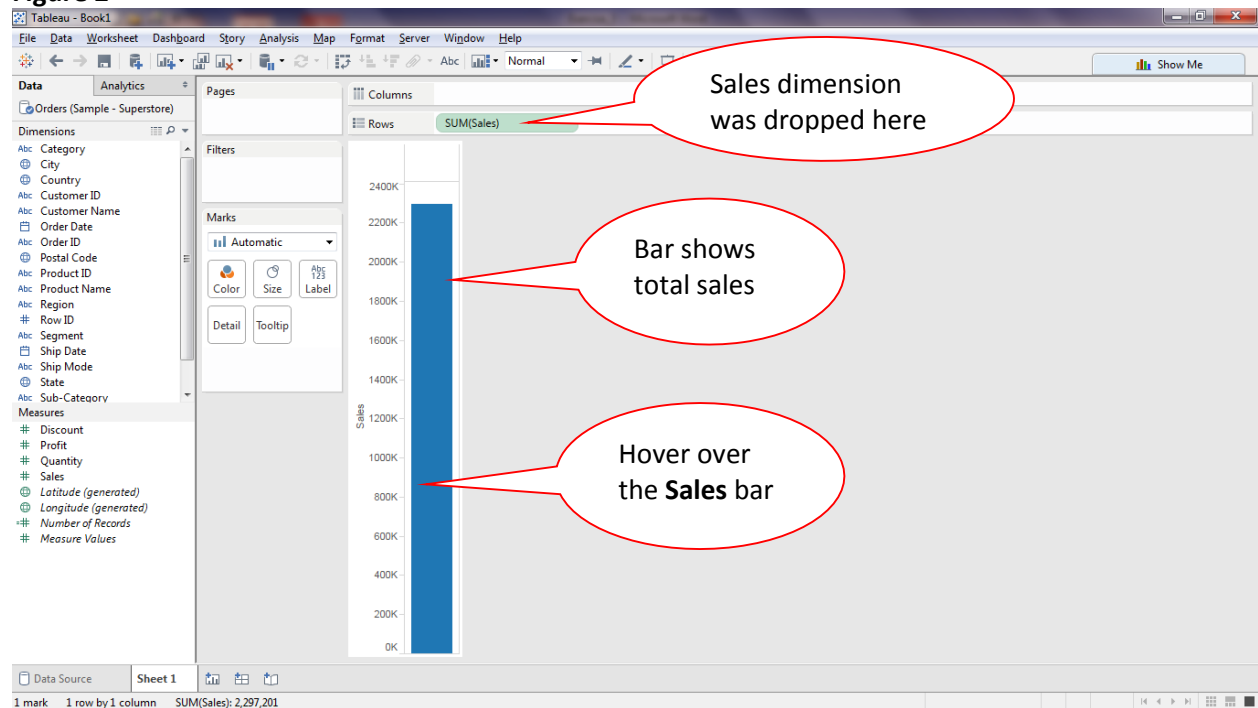 Tableau - Book1
File Data Worksheet Dashboard Story Analysis Map Format Server Window Help
Abc Normal Show Me
Data Analytics
Orders (Sample - Superstore)
Dimensions
Abc Category
City
Country
Abc Customer ID
Abc Customer Name
Order Date
Abc Order ID
Postal Code
Abc Product ID
Abc Product Name
Abc Region
# Row ID
Abc Segment
Ship Date
Abc Ship Mode
State
Abc Sub-Category
Measures
# Discount
# Profit
# Quantity
# Sales
Latitude (generated)
Longitude (generated)
# Number of Records
# Measure Values
Pages
Filters
Marks
Automatic
Color Size Abc 123 Label
Detail Tooltip
Columns
Rows SUM(Sales)
Sales dimension
was dropped here
2400K
2200K
2000K
1800K
1600K
1400K
1200K
1000K
800K
600K
400K
200K
0K
Sales
Bar shows
total sales
Hover over
the Sales bar
Data Source Sheet 1
1 mark 1 row by 1 column SUM(Sales): 2,297,201